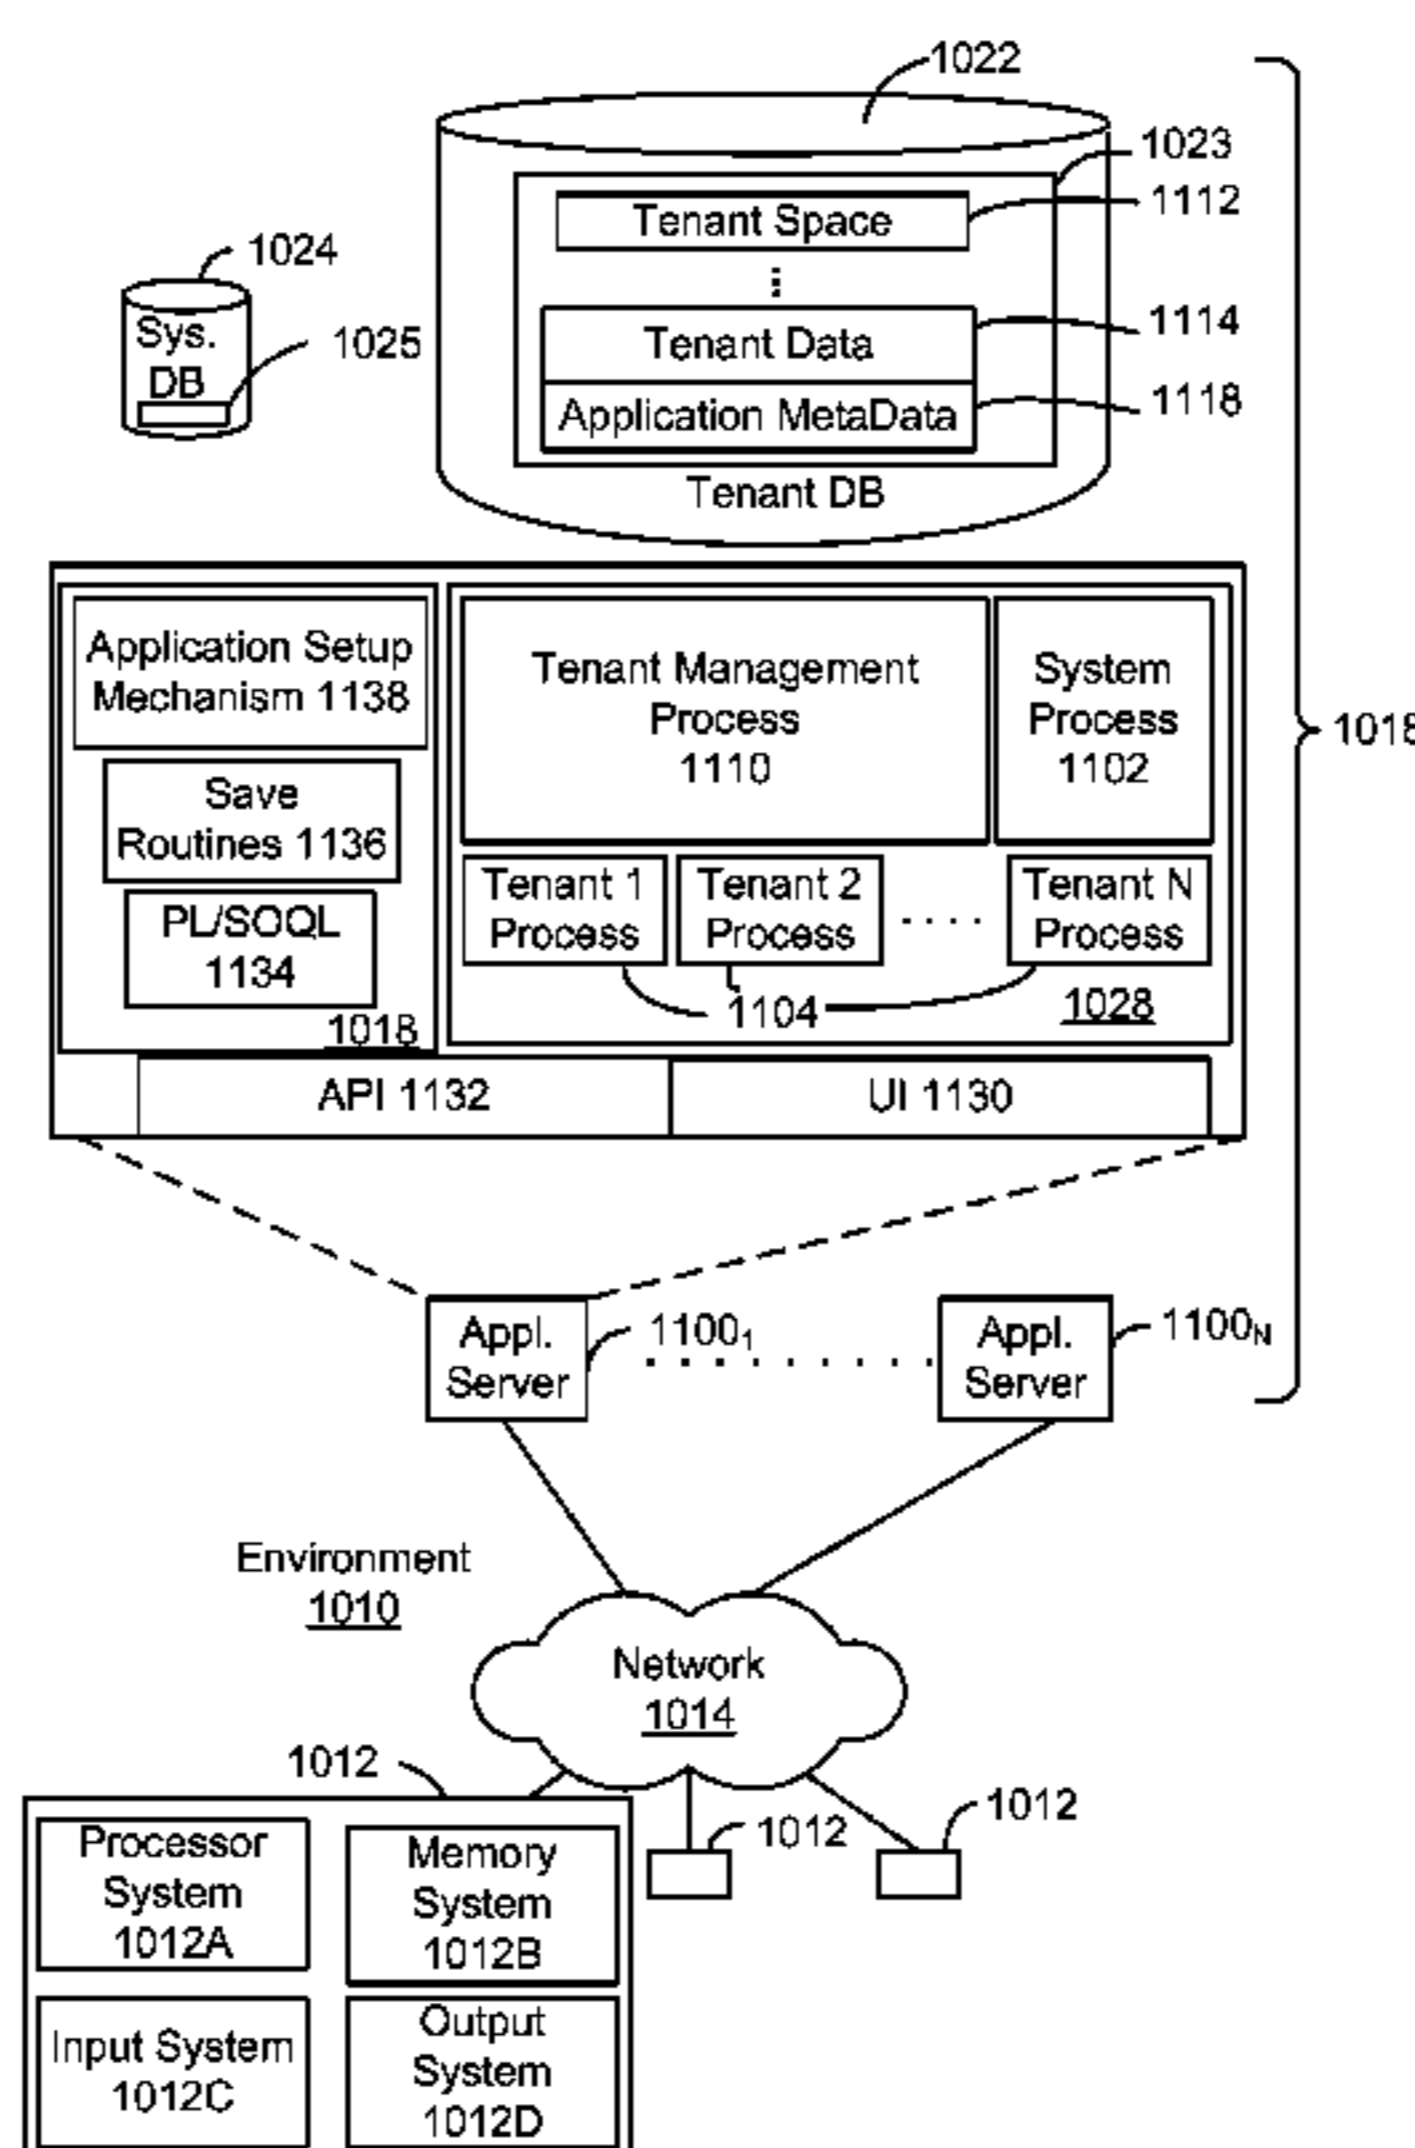 1022
1023
Tenant Space
1112
1024
Sys.
DB
1025
Tenant Data
1114
Application MetaData
1118
Tenant DB
Application Setup
Mechanism 1138
Save
Routines 1136
PL/SOQL
1134
1018
Tenant Management
Process
1110
System
Process
1102
Tenant 1
Process
Tenant 2
Process
. . . .
Tenant N
Process
1104
1028
API 1132
UI 1130
1018
Appl.
Server
1100₁
. . . . . . . . . .
Appl.
Server
1100N
Environment
1010
Network
1014
1012
1012
1012
Processor
System
1012A
Memory
System
1012B
Input System
1012C
Output
System
1012D